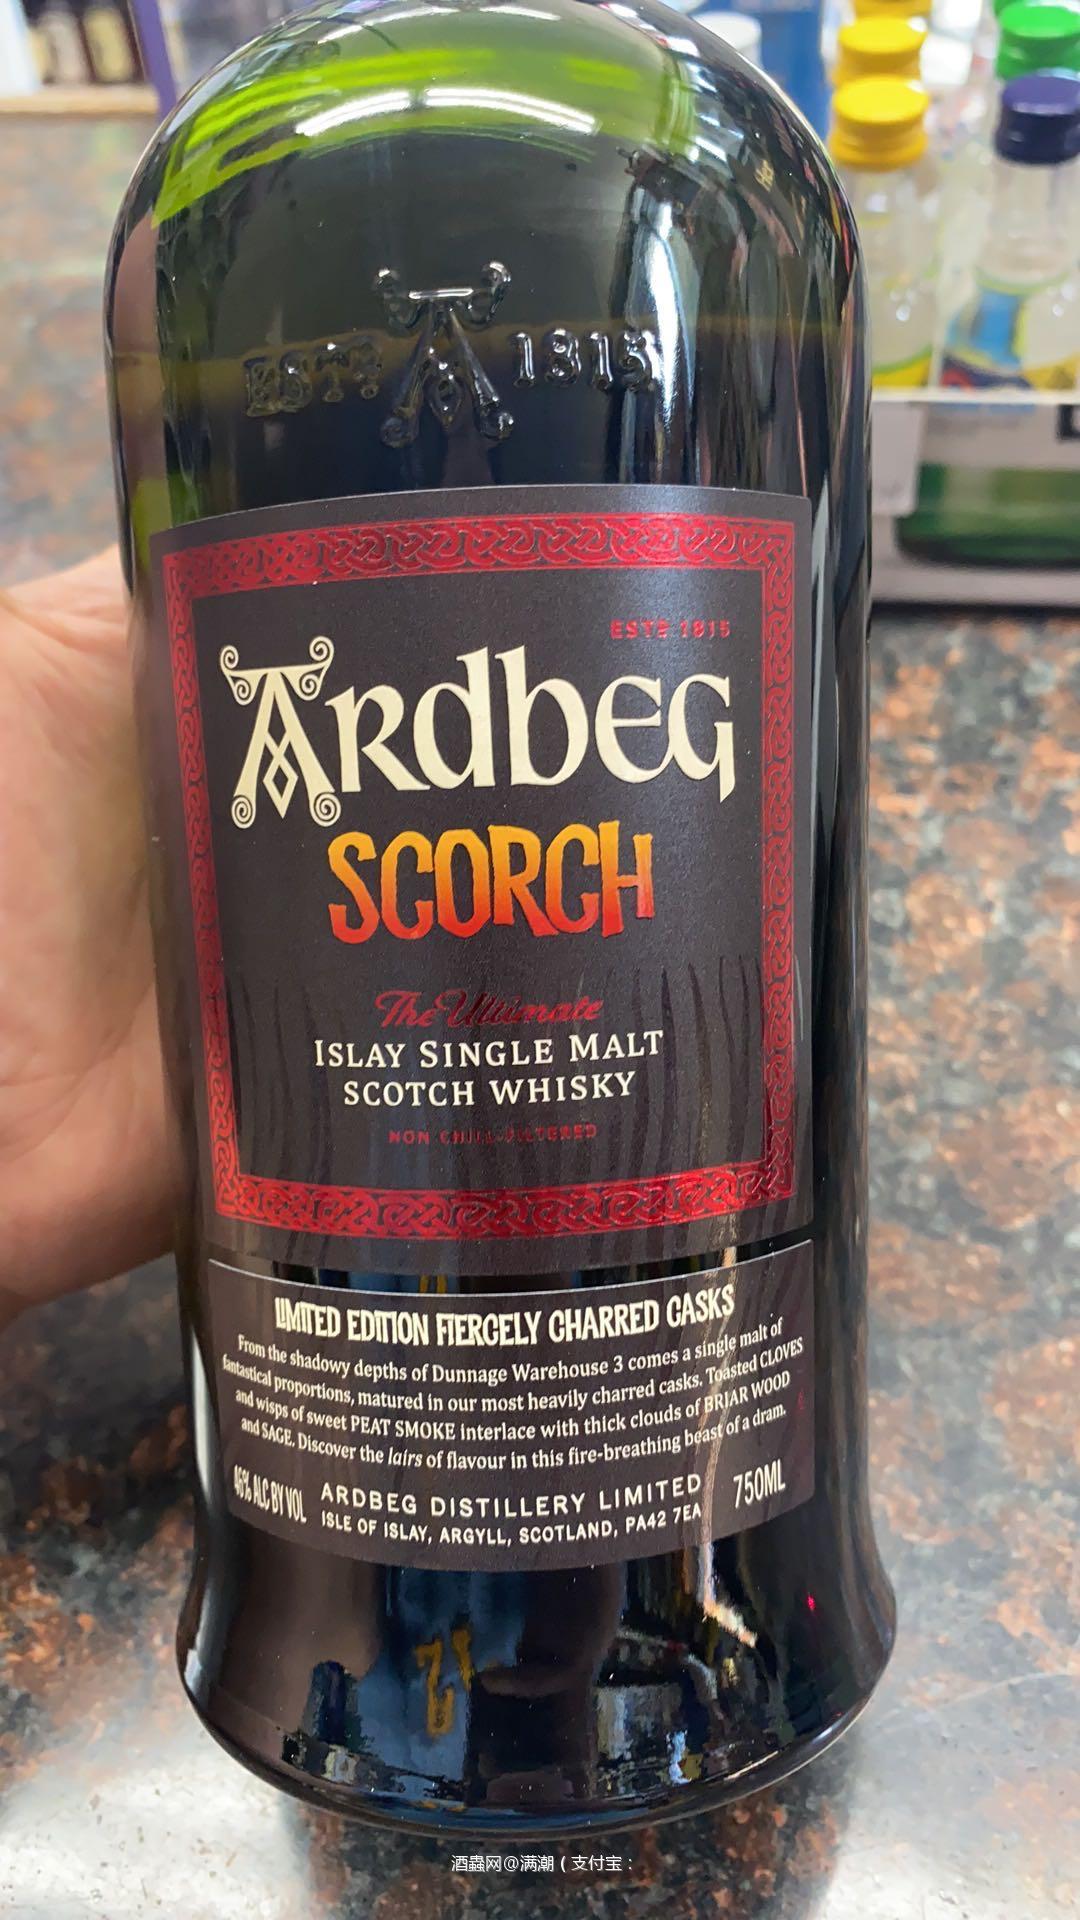 ESTD 1815
ESTD 1815
ARdbEG
SCORCH
The Ultimate
ISLAY SINGLE MALT
SCOTCH WHISKY
NON CHILL-FILTERED
LIMITED EDITION FIERCELY CHARRED CASKS
From the shadowy depths of Dunnage Warehouse 3 comes a single malt of
fantastical proportions, matured in our most heavily charred casks. Toasted CLOVES
and wisps of sweet PEAT SMOKE interlace with thick clouds of BRIAR WOOD
and SAGE. Discover the lairs of flavour in this fire-breathing beast of a dram.
46% ALC BY VOL
ARDBEG DISTILLERY LIMITED
ISLE OF ISLAY, ARGYLL, SCOTLAND, PA42 7EA
750ML
酒蟲网@满潮（支付宝：